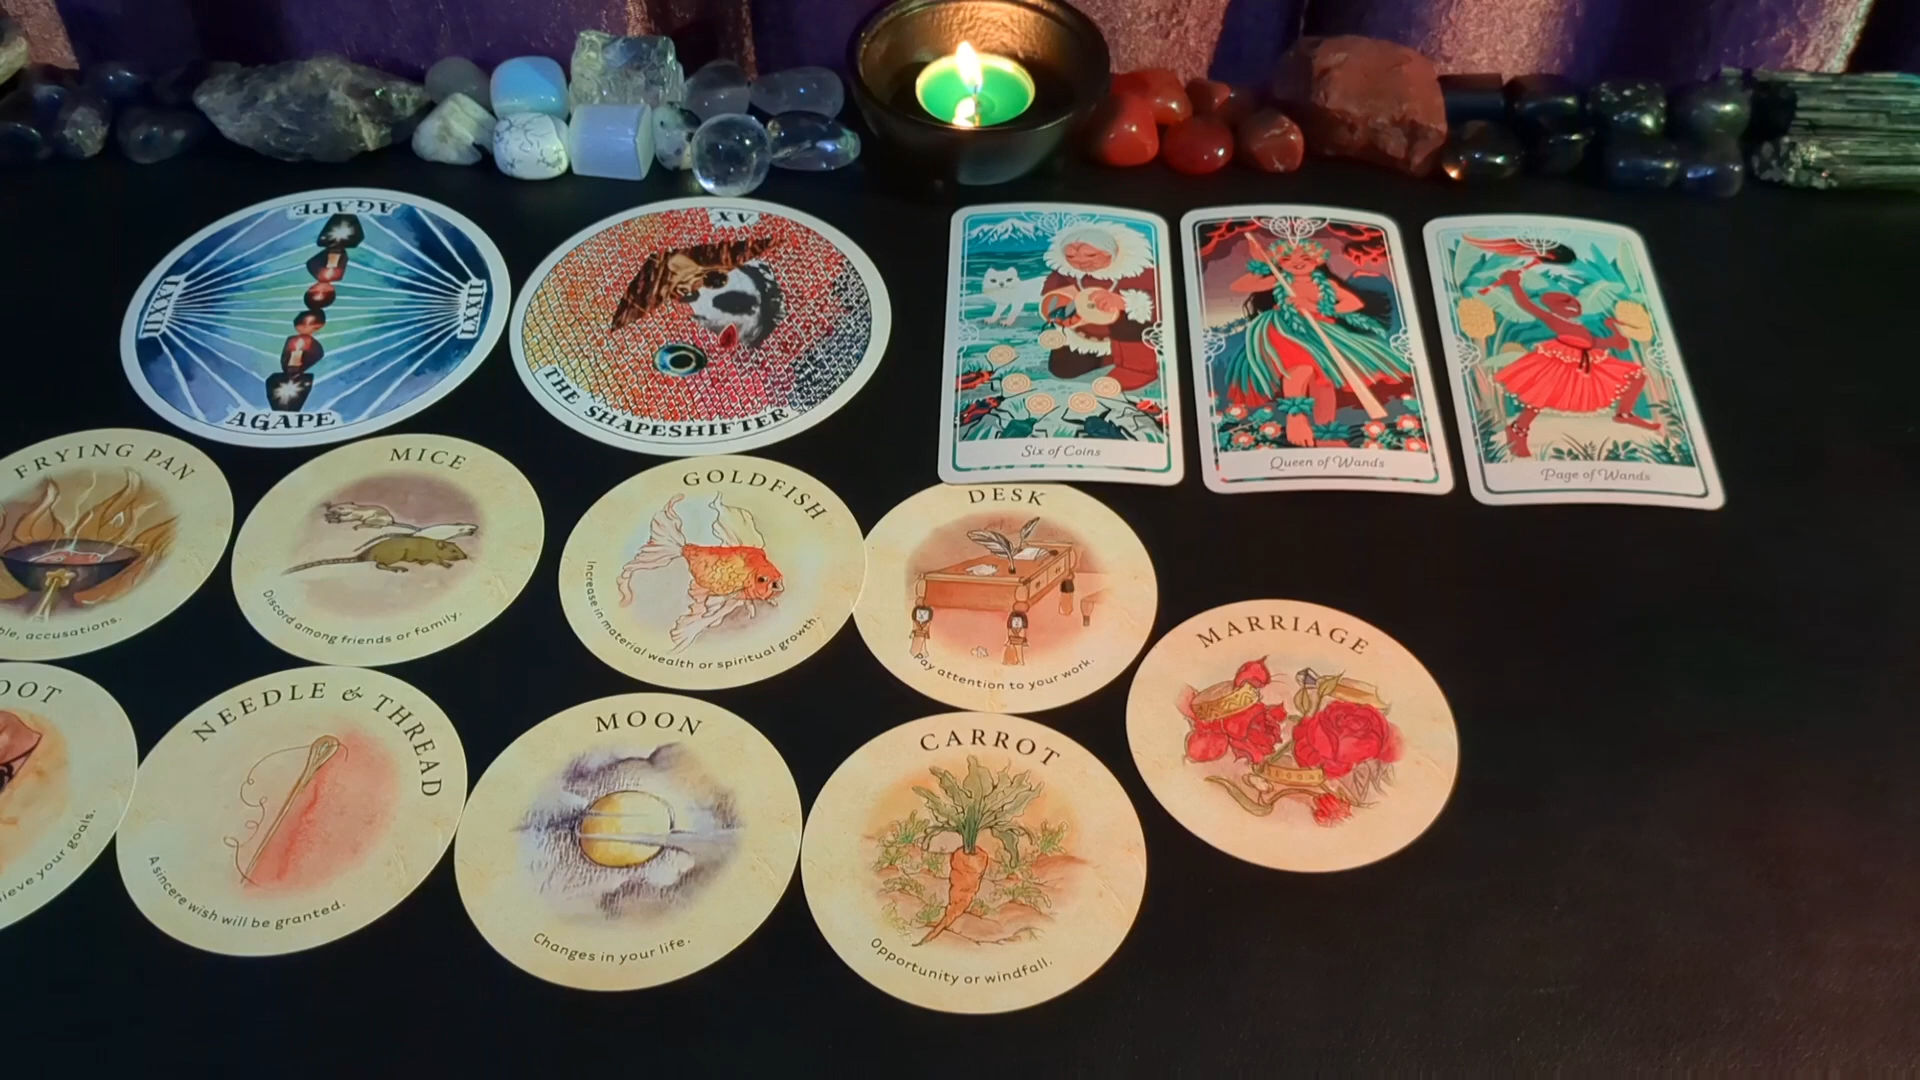 AGAPE
LXXII
LXXII
AGAPE
XV
THE SHAPESHIFTER
Six of Coins
Queen of Wands
Page of Wands
FRYING PAN
accusations.
MICE
Discord among friends or family.
GOLDFISH
Increase in material wealth or spiritual growth.
DESK
Pay attention to your work.
MARRIAGE
OOT
ieve your goals.
NEEDLE & THREAD
A sincere wish will be granted.
MOON
Changes in your life.
CARROT
Opportunity or windfall.